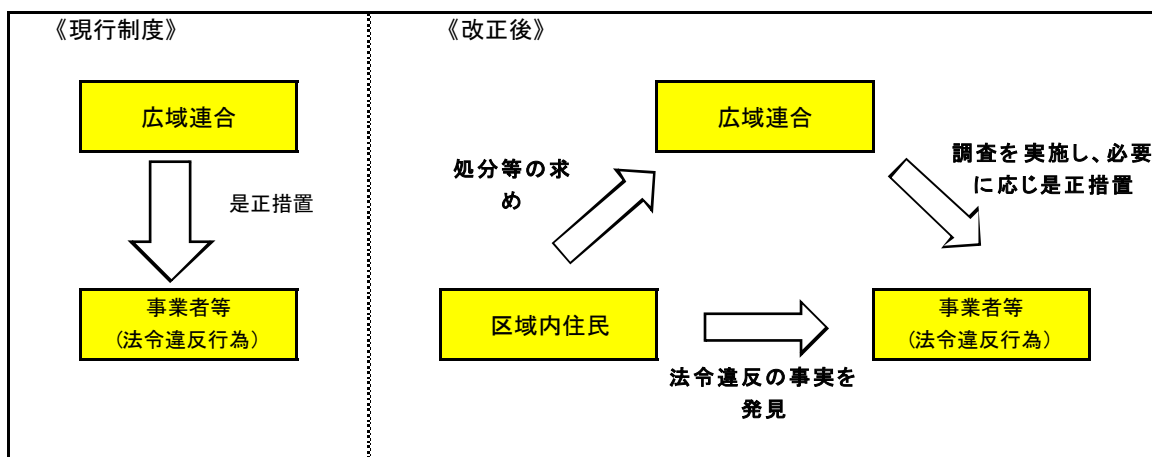 《現行制度》
広域連合
是正措置
事業者等
(法令違反行為)
《改正後》
広域連合
処分等の求
め
調査を実施し、必要
に応じ是正措置
区域内住民
法令違反の事実を
発見
事業者等
(法令違反行為)